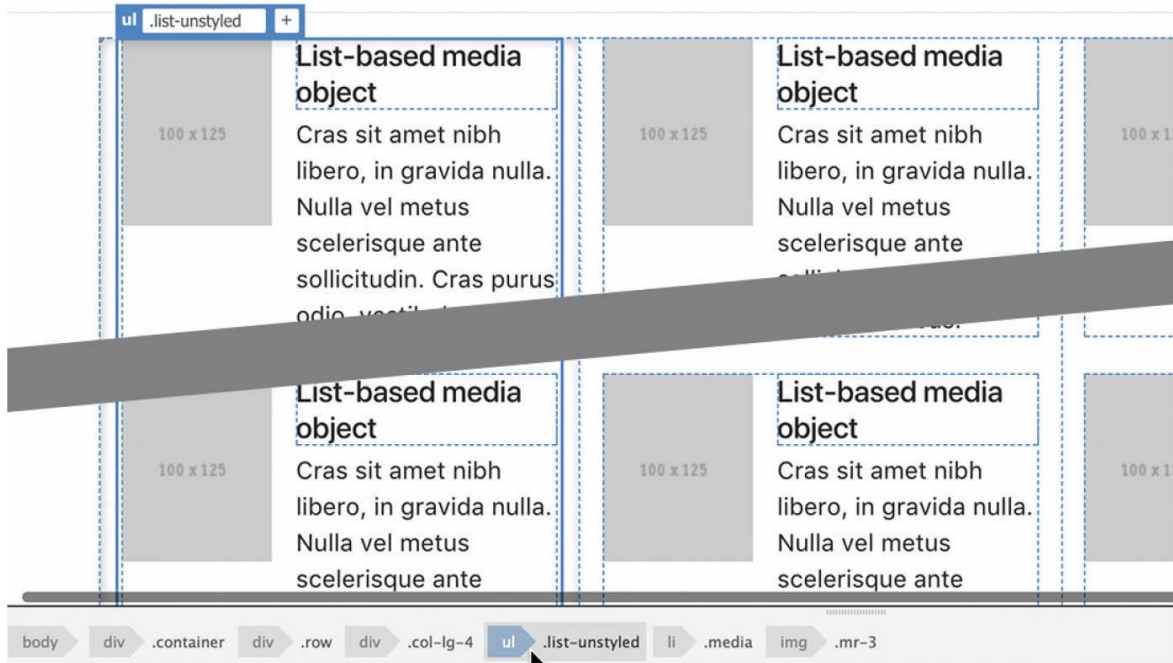 ul .list-unstyled +
List-based media
object
100 x 125
Cras sit amet nibh
libero, in gravida nulla.
Nulla vel metus
scelerisque ante
sollicitudin. Cras purus
List-based media
object
100 x 125
Cras sit amet nibh
libero, in gravida nulla.
Nulla vel metus
scelerisque ante
List-based media
object
100 x 125
Cras sit amet nibh
libero, in gravida nulla.
Nulla vel metus
scelerisque ante
List-based media
object
100 x 125
Cras sit amet nibh
libero, in gravida nulla.
Nulla vel metus
scelerisque ante
body div .container div .row div .col-lg-4 ul .list-unstyled li .media img .mr-3